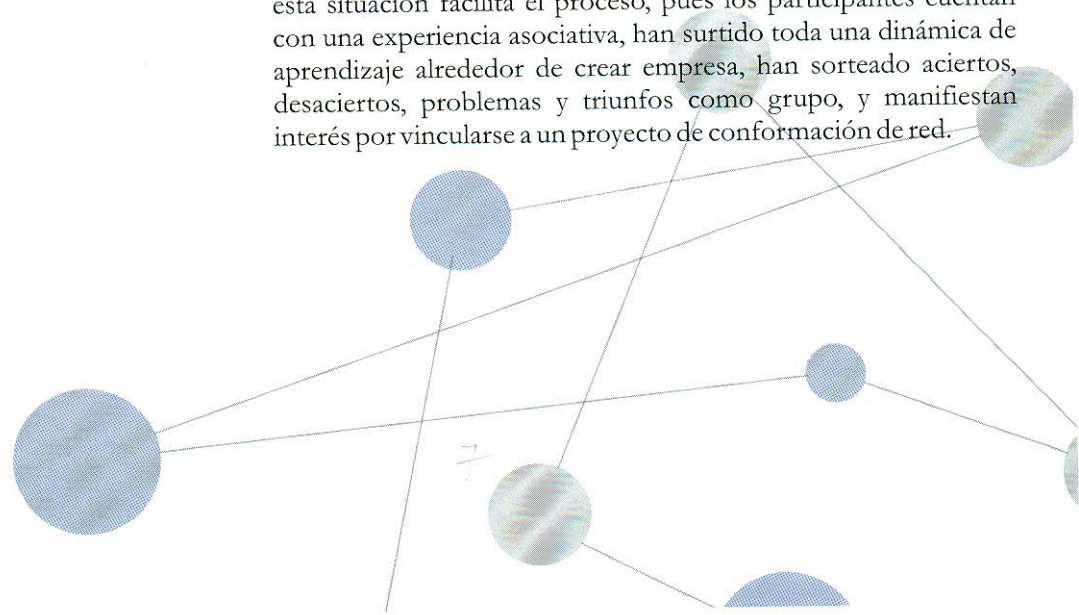 esta situación facilita el proceso, pues los participantes cuentan
con una experiencia asociativa, han surtido toda una dinámica de
aprendizaje alrededor de crear empresa, han sorteado aciertos,
desaciertos, problemas y triunfos como grupo, y manifiestan
interés por vincularse a un proyecto de conformación de red.
7